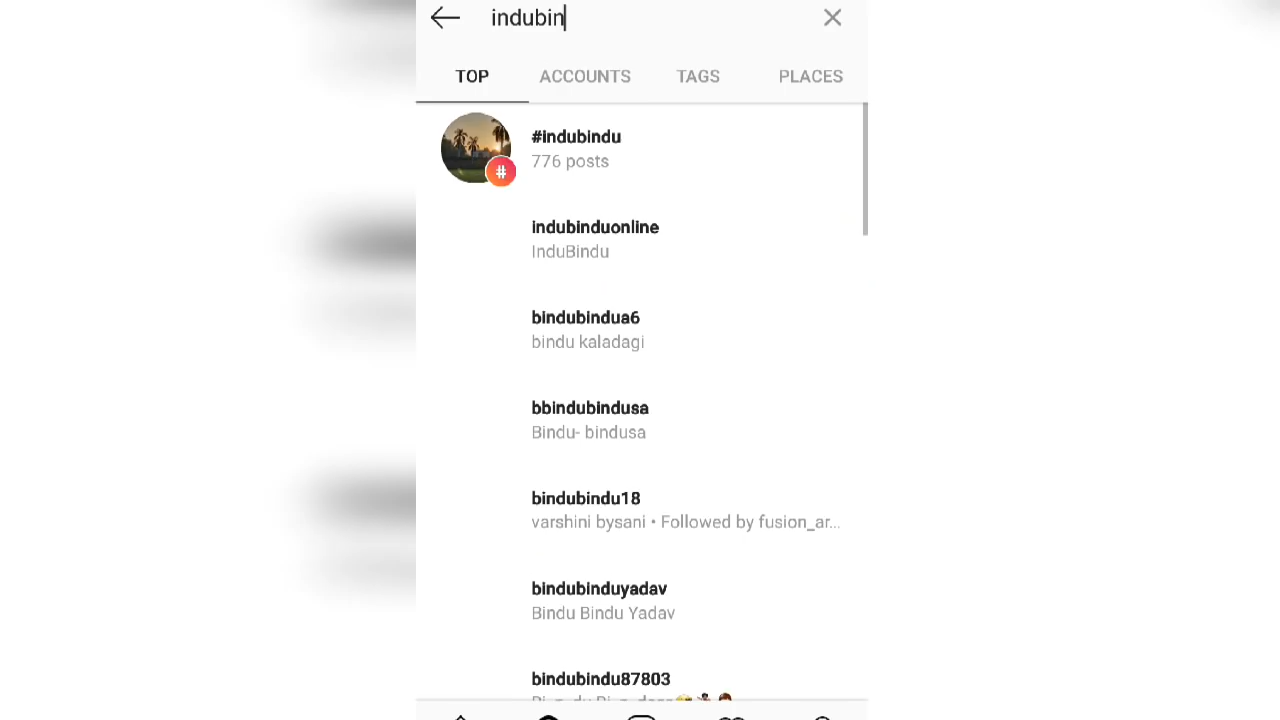 indubin
TOP ACCOUNTS TAGS PLACES
#indubindu
776 posts
#
indubinduonline
InduBindu
bindubindua6
bindu kaladagi
bbindubindusa
Bindu- bindusa
bindubindu18
varshini bysani • Followed by fusion_ar...
bindubinduyadav
Bindu Bindu Yadav
bindubindu87803